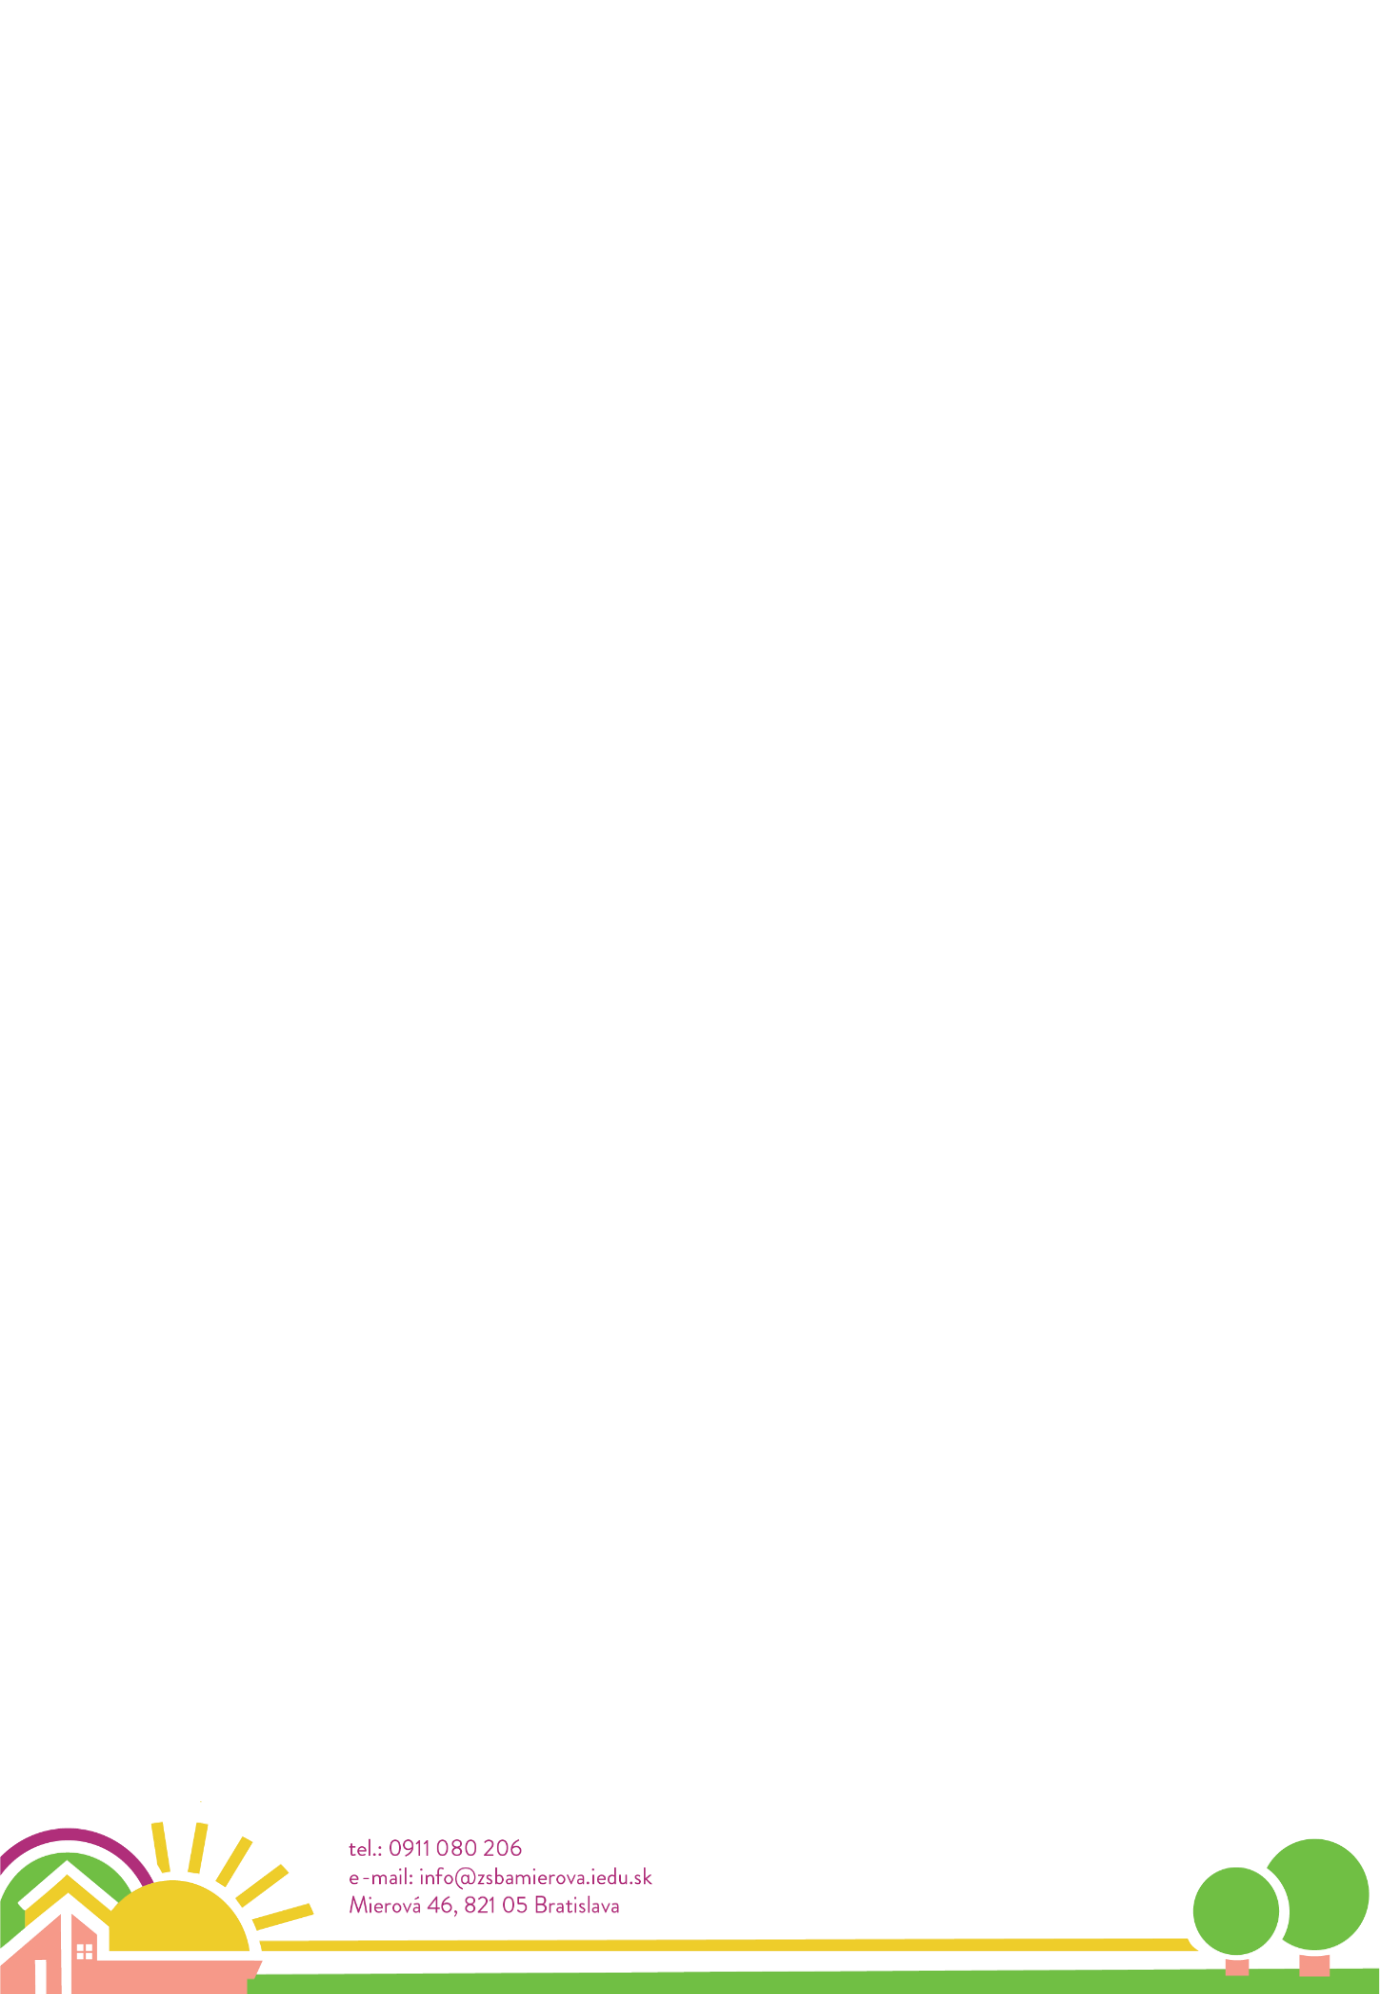 tel.: 0911 080 206
e-mail: info@zsbamierova.iedu.sk
Mierová 46, 821 05 Bratislava